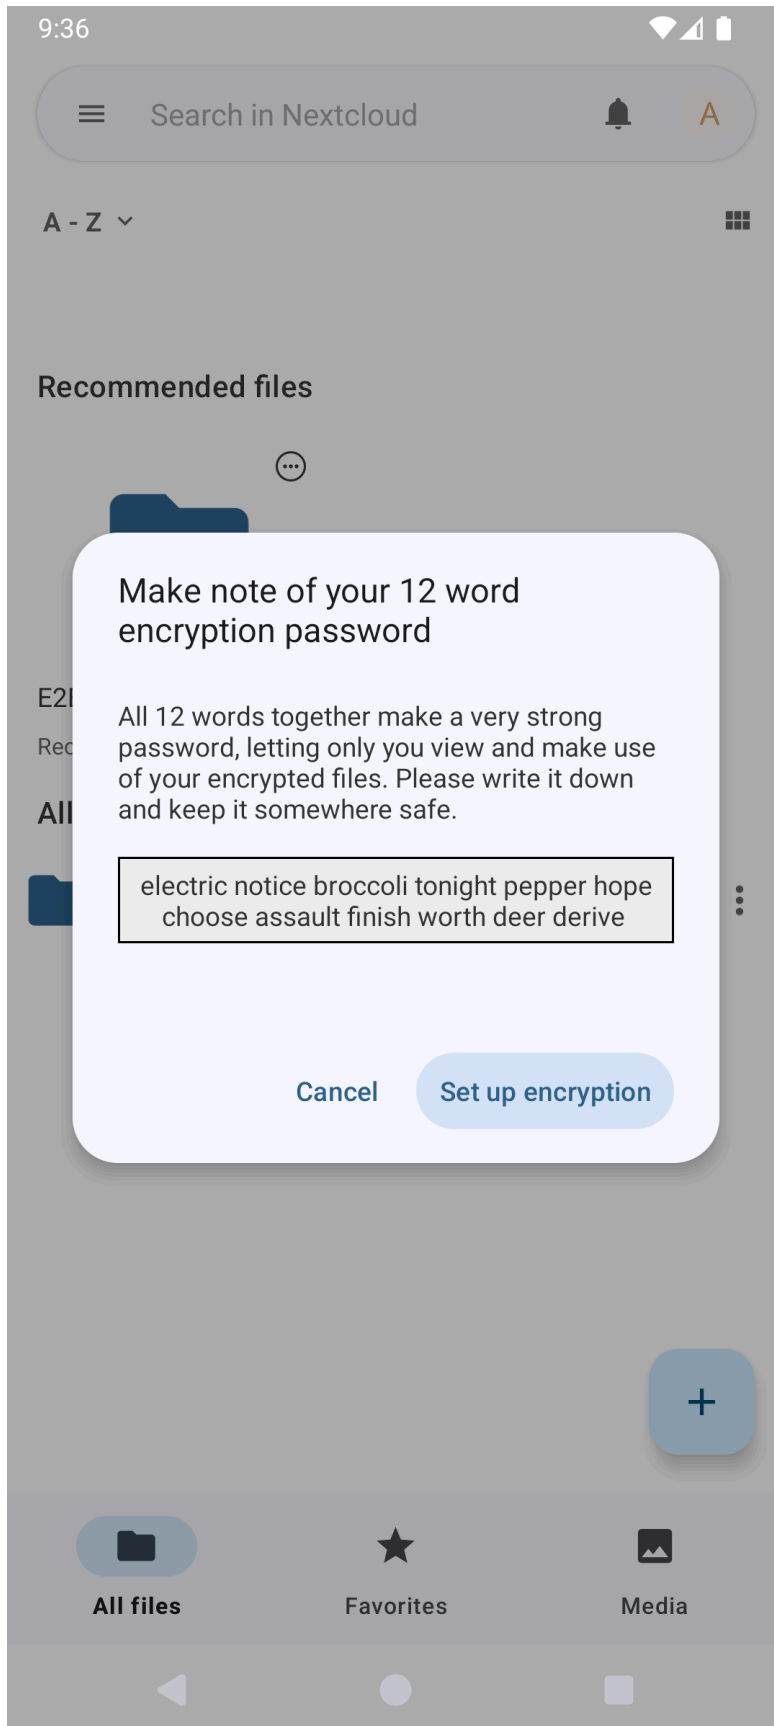 9:36
Search in Nextcloud
A
A - Z
Recommended files
Make note of your 12 word
encryption password
All 12 words together make a very strong
password, letting only you view and make use
of your encrypted files. Please write it down
and keep it somewhere safe.
electric notice broccoli tonight pepper hope
choose assault finish worth deer derive
Cancel
Set up encryption
E2
Rec
All
All files
Favorites
Media